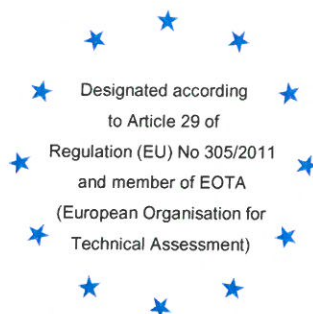 Designated according
to Article 29 of
Regulation (EU) No 305/2011
and member of EOTA
(European Organisation for
Technical Assessment)